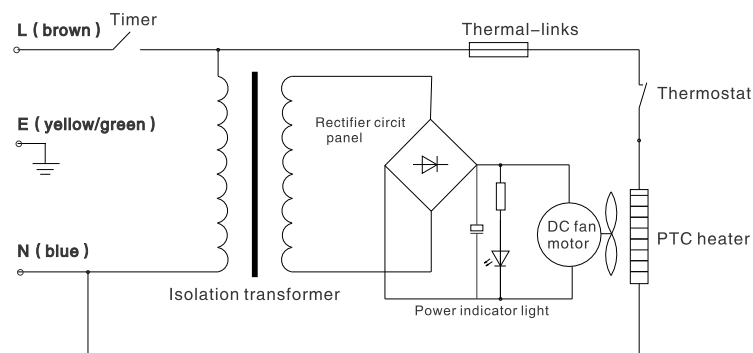 Timer
L ( brown )
Thermal-links
Thermostat
E ( yellow/green )
Rectifier circit
panel
DC fan
motor
PTC heater
N ( blue )
Isolation transformer
Power indicator light